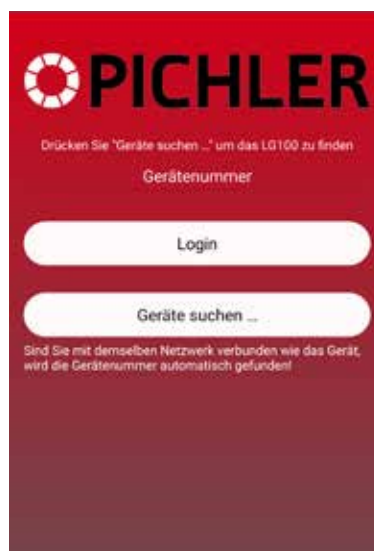 PICHLER
Drücken Sie "Geräte suchen ..." um das LG100 zu finden
Gerätenummer
Login
Geräte suchen ...
Sind Sie mit demselben Netzwerk verbunden wie das Gerät,
wird die Gerätenummer automatisch gefunden!